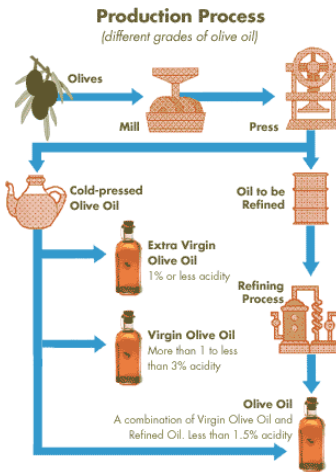 Production Process
(different grades of olive oil)
Olives
Mill
Press
Cold-pressed
Olive Oil
Oil to be
Refined
Extra Virgin
Olive Oil
1% or less acidity
Refining
Process
Virgin Olive Oil
More than 1 to less
than 3% acidity
Olive Oil
A combination of Virgin Olive Oil and
Refined Oil. Less than 1.5% acidity